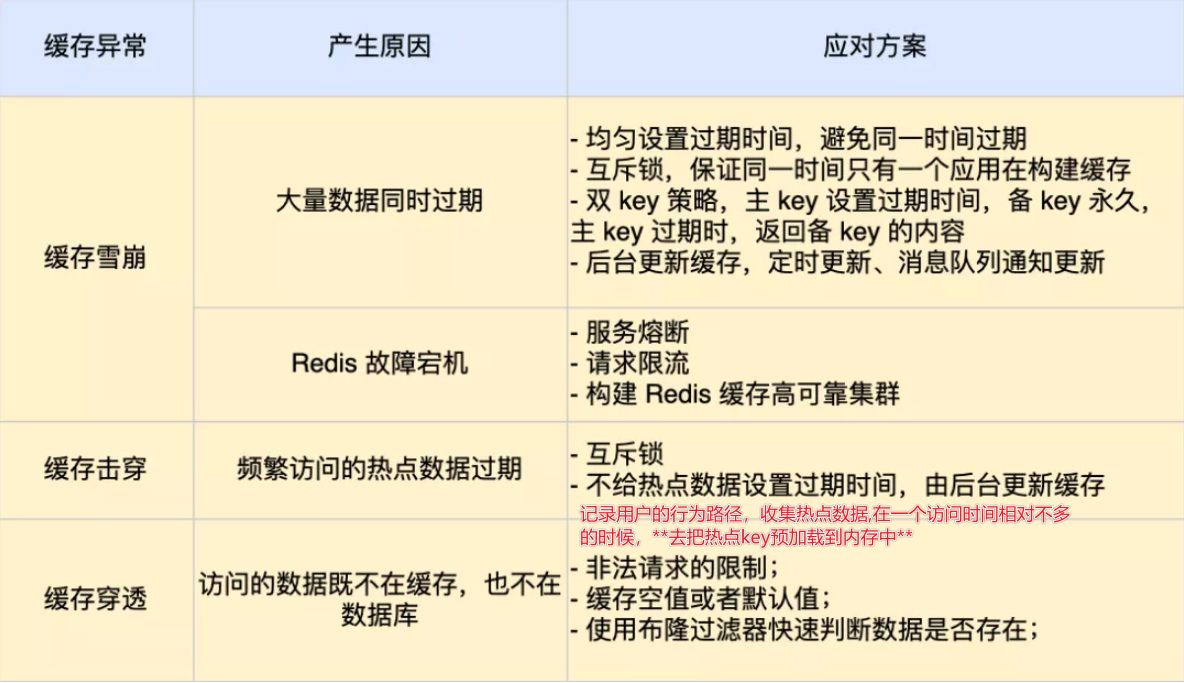 缓存异常
产生原因
应对方案
缓存雪崩
大量数据同时过期
- 均匀设置过期时间，避免同一时间过期
- 互斥锁，保证同一时间只有一个应用在构建缓存
- 双 key 策略，主 key 设置过期时间，备 key 永久，
主 key 过期时，返回备 key 的内容
- 后台更新缓存，定时更新、消息队列通知更新
Redis 故障宕机
- 服务熔断
- 请求限流
- 构建 Redis 缓存高可靠集群
缓存击穿
频繁访问的热点数据过期
- 互斥锁
- 不给热点数据设置过期时间，由后台更新缓存
记录用户的行为路径，收集热点数据,在一个访问时间相对不多
的时候，**去把热点key预加载到内存中**
缓存穿透
访问的数据既不在缓存，也不在
数据库
- 非法请求的限制；
- 缓存空值或者默认值；
- 使用布隆过滤器快速判断数据是否存在；